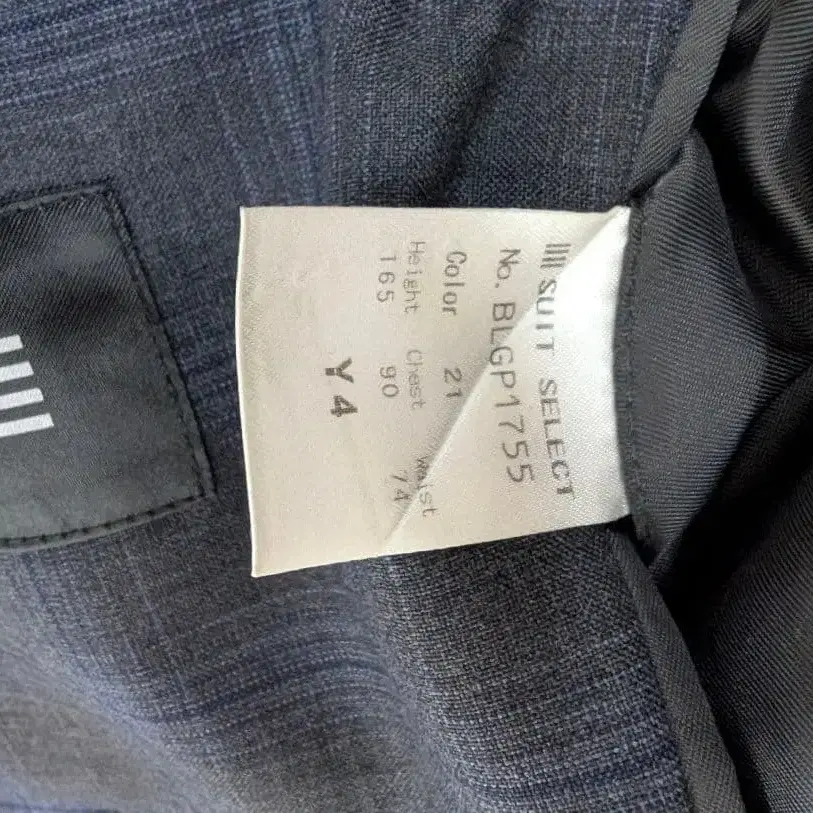 SUIT SELECT
No. BLGP1755
Color 21
Height Chest Waist
165 90 74
Y4